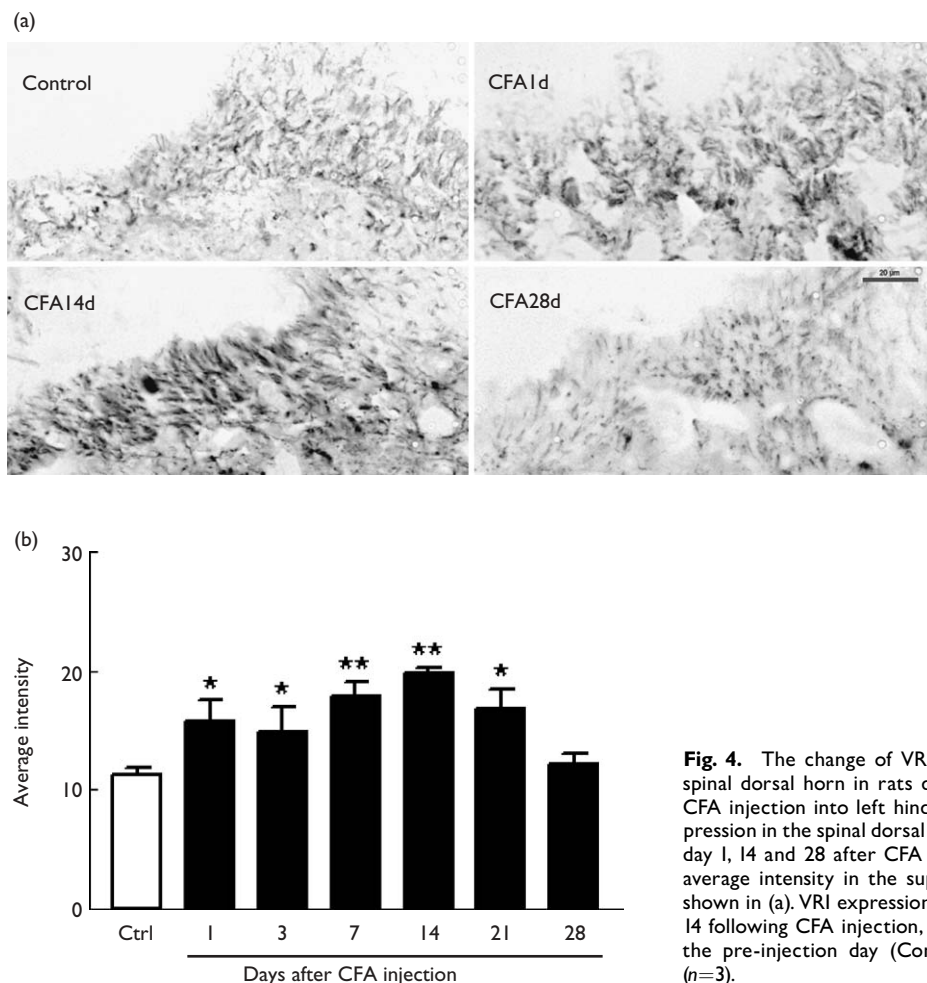 (a)
Control
CFA1d
CFA14d
CFA28d
20 μm
(b)
30
20
10
0
Average intensity
★
★
★★
★★
★
Ctrl
1
3
7
14
21
28
Days after CFA injection
Fig. 4. The change of VR
spinal dorsal horn in rats
CFA injection into left hind
pression in the spinal dorsal
day 1, 14 and 28 after CFA
average intensity in the su
shown in (a). VR1 expression
14 following CFA injection,
the pre-injection day (Con
(n=3).